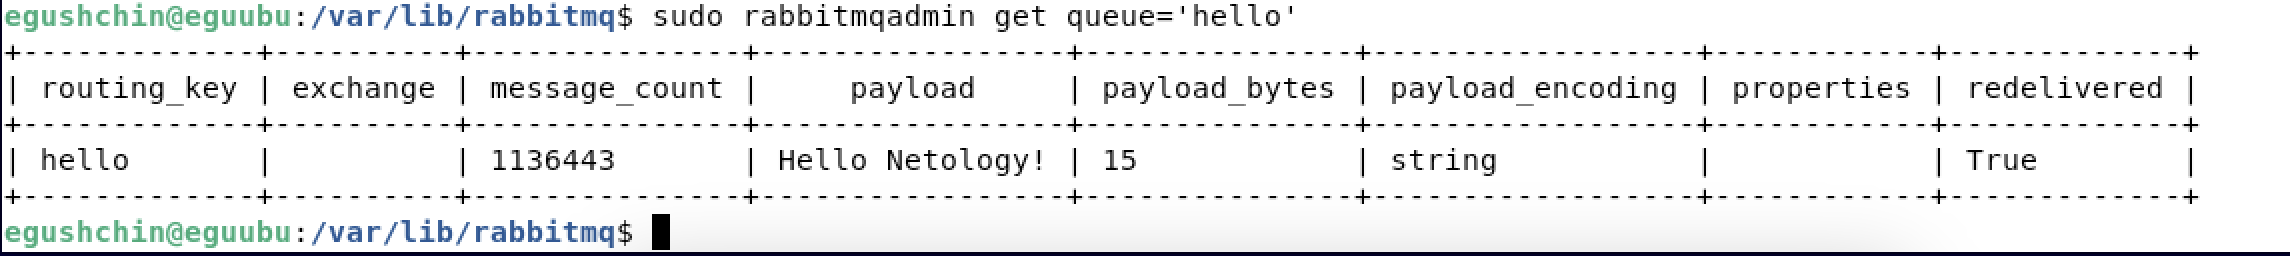 egushchin@eguubu:/var/lib/rabbitmq$ sudo rabbitmqadmin get queue='hello'
+-------------+----------+---------------+-----------------+---------------+------------------+------------+-------------+
| routing_key | exchange | message_count |     payload     | payload_bytes | payload_encoding | properties | redelivered |
+-------------+----------+---------------+-----------------+---------------+------------------+------------+-------------+
| hello       |          | 1136443       | Hello Netology! | 15            | string           |            | True        |
+-------------+----------+---------------+-----------------+---------------+------------------+------------+-------------+
egushchin@eguubu:/var/lib/rabbitmq$